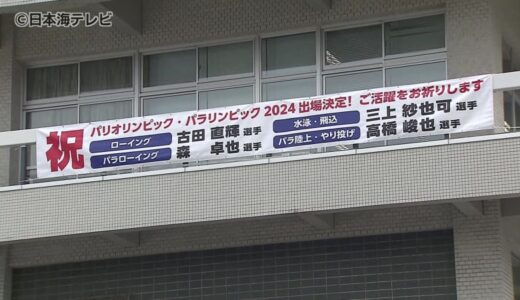 ©日本海テレビ
祝
パリオリンピック・パラリンピック 2024 出場決定! ご活躍をお祈りします
ローイング 古田 直輝 選手 水泳・飛込 三上 紗也可 選手
パラローイング 森 卓也 選手 パラ陸上・やり投げ 高橋 峻也 選手